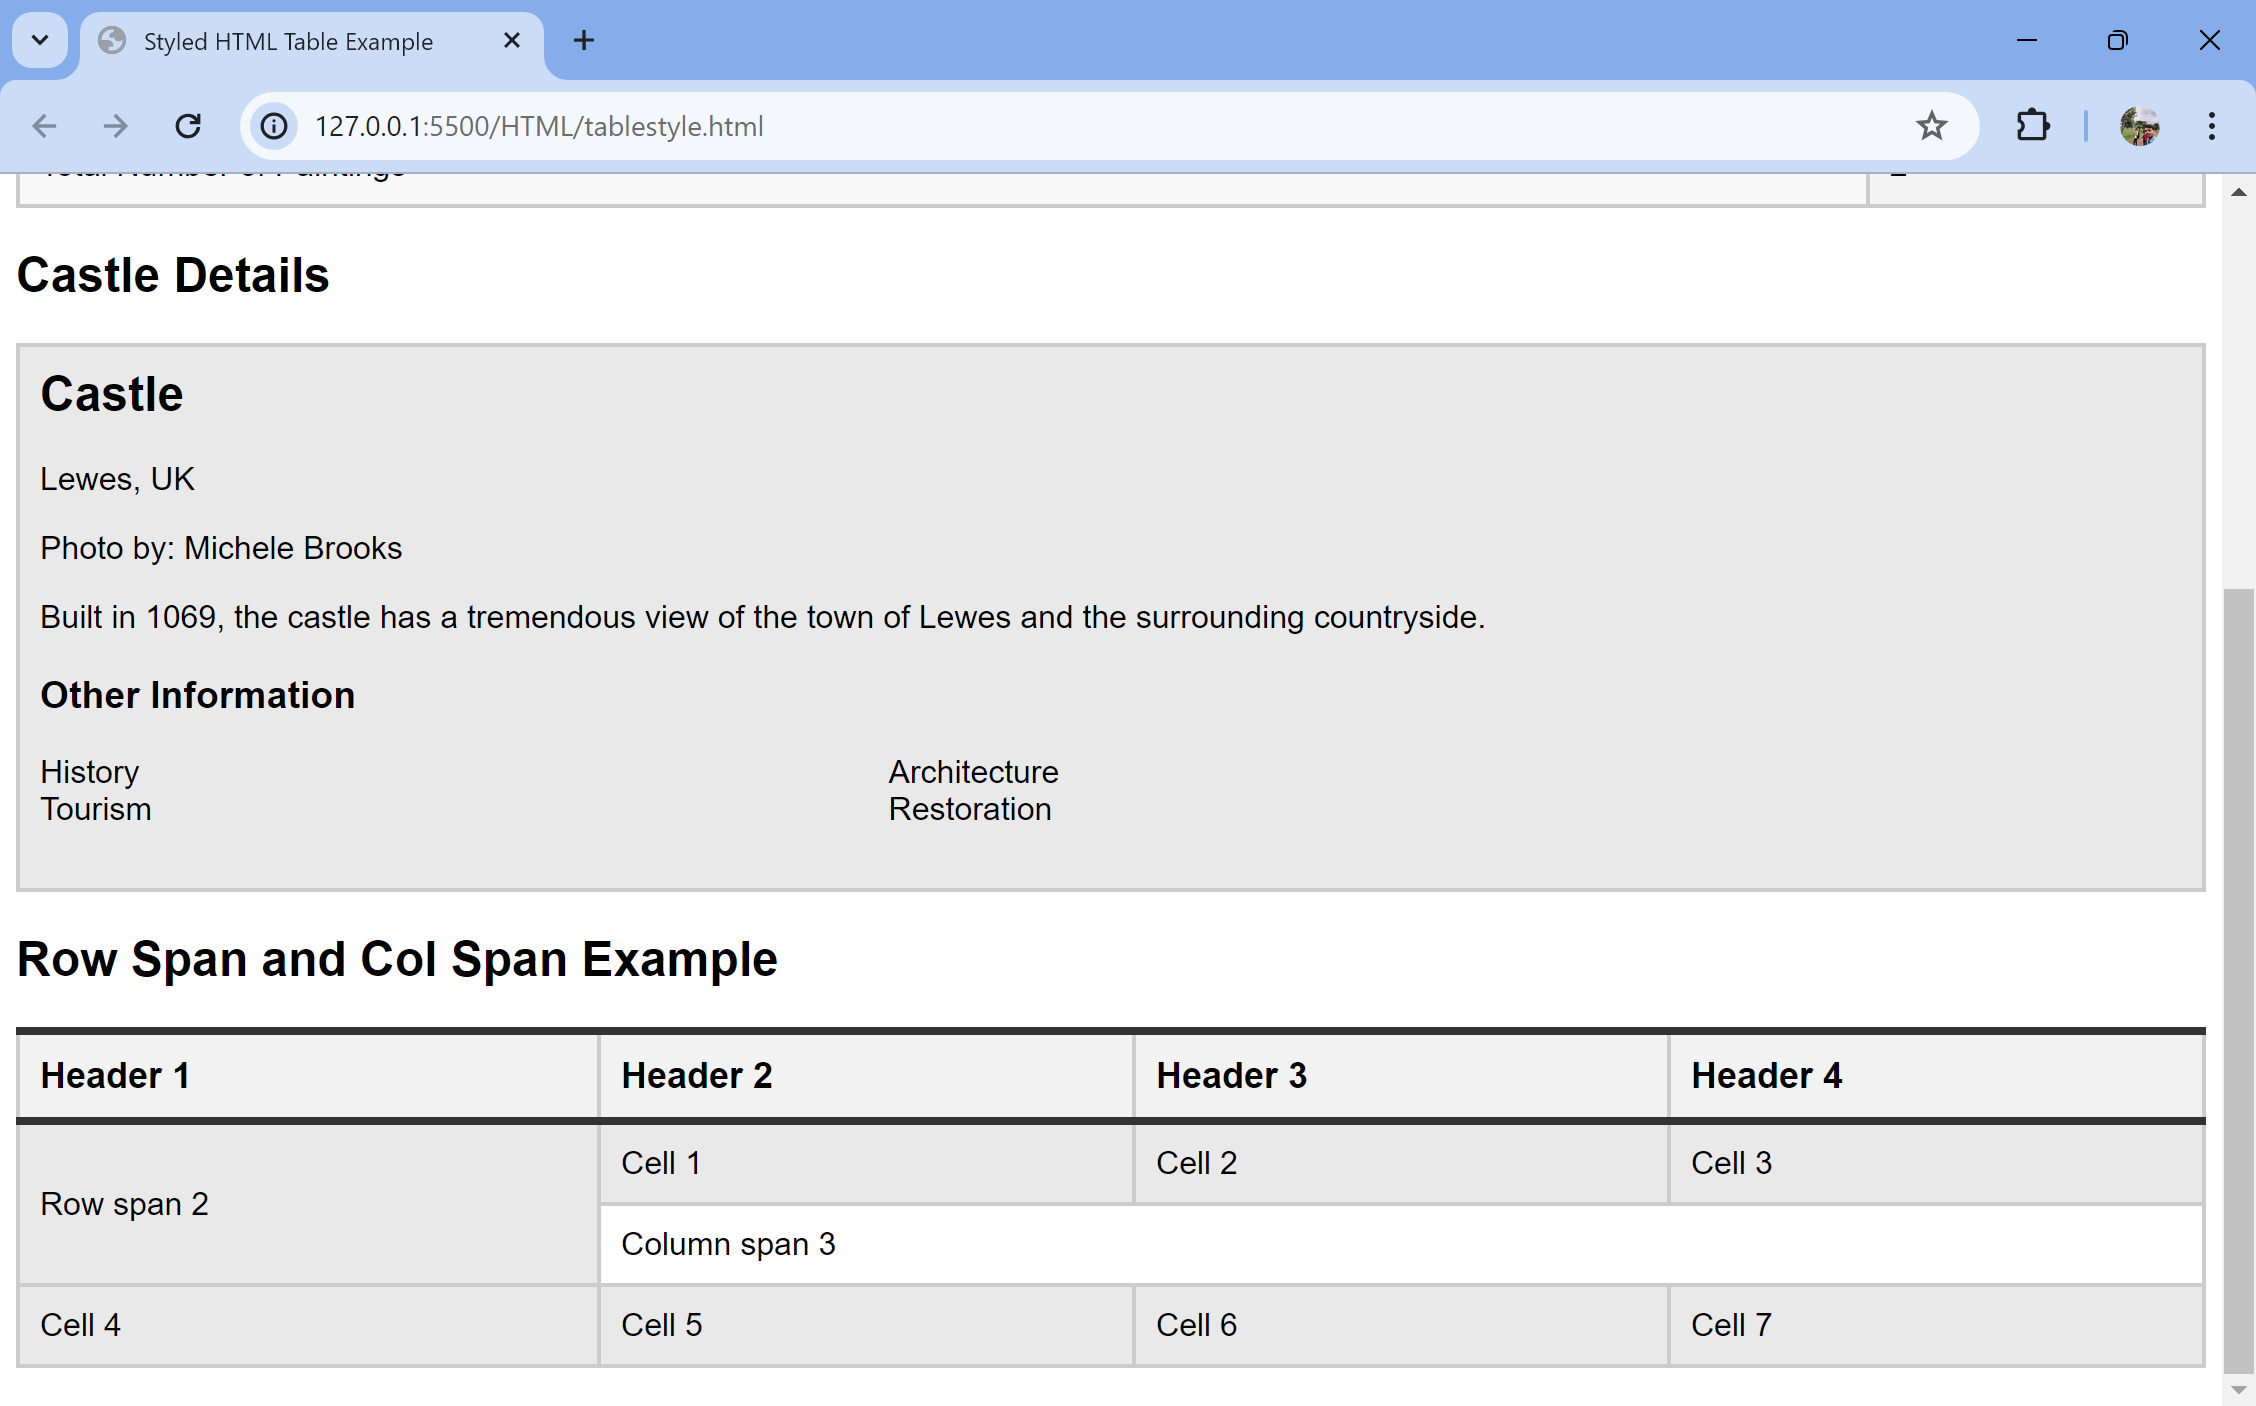 Styled HTML Table Example
127.0.0.1:5500/HTML/tablestyle.html
Total Number of Paintings
Castle Details
Castle
Lewes, UK
Photo by: Michele Brooks
Built in 1069, the castle has a tremendous view of the town of Lewes and the surrounding countryside.
Other Information
History Architecture
Tourism Restoration
Row Span and Col Span Example
Header 1 Header 2 Header 3 Header 4
Row span 2 Cell 1 Cell 2 Cell 3
Column span 3
Cell 4 Cell 5 Cell 6 Cell 7